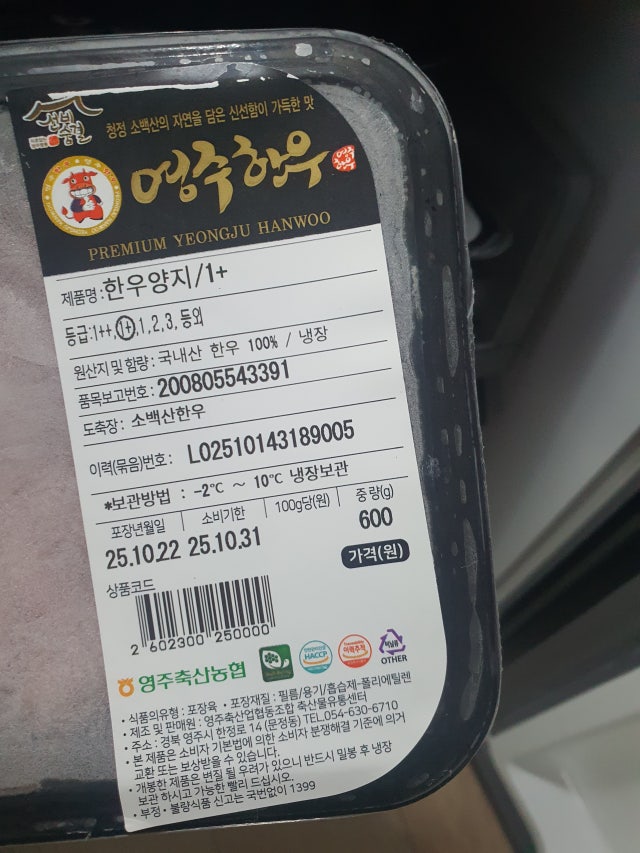 선비숨결
청정 소백산의 자연을 담은 신선함이 가득한 맛
영주한우
PREMIUM YEONGJU HANWOO
제품명:한우양지/1+
등급:1++,1+,1,2,3,등외
원산지및함량: 국내산 한우 100% / 냉장
품목보고번호: 200805543391
도축장: 소백산한우
이력(묶음)번호: L02510143189005
*보관방법 : -2℃ ~ 10℃ 냉장보관
포장년월일 소비기한 100g당(원) 중량(g)
25.10.22 25.10.31 600
가격(원)
상품코드
2 602300 250000
영주축산농협 HACCP 이력추적 비닐류 OTHER
• 식품의유형 : 포장육 • 포장재질 : 필름/용기/흡습제-폴리에틸렌
• 제조 및 판매원 : 영주축산업협동조합 축산물유통센터
• 주소 : 경북 영주시 한정로 14 (문정동) TEL.054-630-6710
• 본 제품은 소비자 기본법에 의한 소비자 분쟁해결 기준에 의거
교환 또는 보상받을 수 있습니다.
• 개봉한 제품은 변질 될 우려가 있으니 반드시 밀봉 후 냉장
보관 하시고 가능한 빨리 드십시오.
• 부정・불량식품 신고는 국번없이 1399